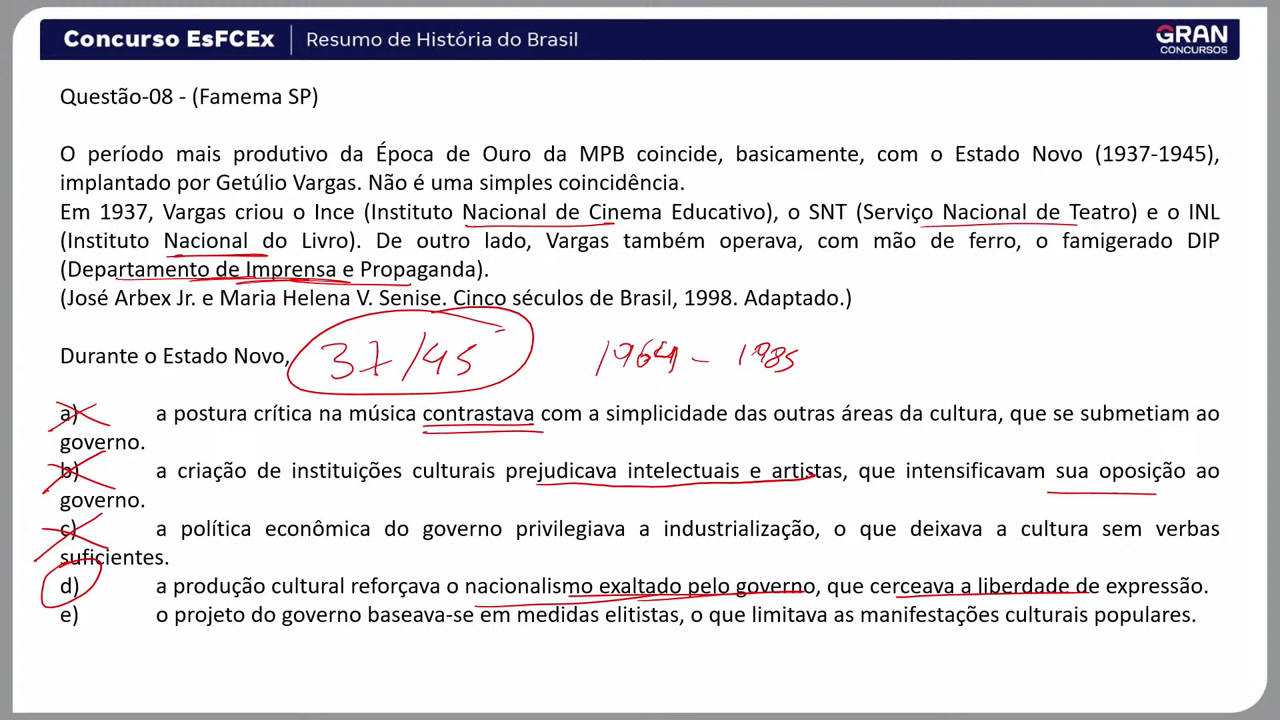 Concurso EsFCEx | Resumo de História do Brasil
GRAN
CONCURSOS
Questão-08 - (Famema SP)
O período mais produtivo da Época de Ouro da MPB coincide, basicamente, com o Estado Novo (1937-1945),
implantado por Getúlio Vargas. Não é uma simples coincidência.
Em 1937, Vargas criou o Ince (Instituto Nacional de Cinema Educativo), o SNT (Serviço Nacional de Teatro) e o INL
(Instituto Nacional do Livro). De outro lado, Vargas também operava, com mão de ferro, o famigerado DIP
(Departamento de Imprensa e Propaganda).
(José Arbex Jr. e Maria Helena V. Senise. Cinco séculos de Brasil, 1998. Adaptado.)
Durante o Estado Novo, 37/45 1964 - 1985
a) a postura crítica na música contrastava com a simplicidade das outras áreas da cultura, que se submetiam ao
governo.
b) a criação de instituições culturais prejudicava intelectuais e artistas, que intensificavam sua oposição ao
governo.
c) a política econômica do governo privilegiava a industrialização, o que deixava a cultura sem verbas
suficientes.
d) a produção cultural reforçava o nacionalismo exaltado pelo governo, que cerceava a liberdade de expressão.
e) o projeto do governo baseava-se em medidas elitistas, o que limitava as manifestações culturais populares.